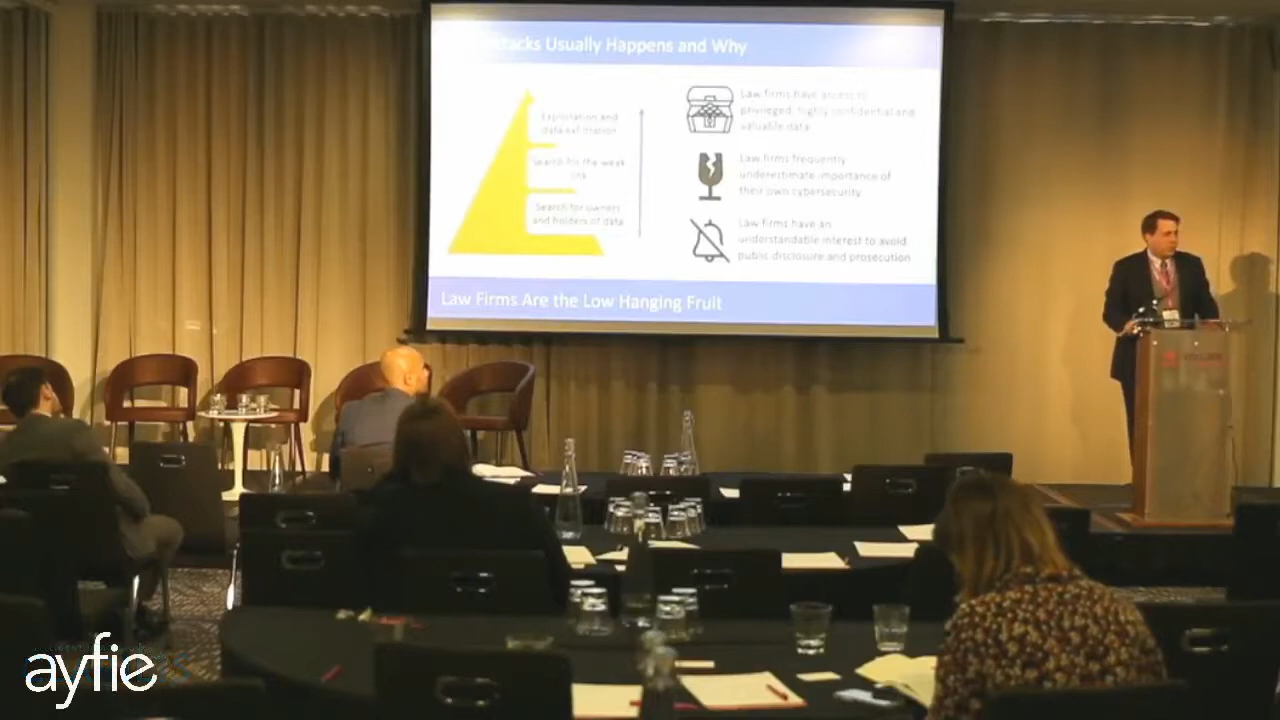 Usually Happens and Why
Exploitation and
data exfiltration
Search for the weak
link
Search for owners
and holders of data
Law firms have access to
privileged, highly confidential and
valuable data
Law firms frequently
underestimate importance of
their own cybersecurity
Law firms have an
understandable interest to avoid
public disclosure and prosecution
Law Firms Are the Low Hanging Fruit
ayfie